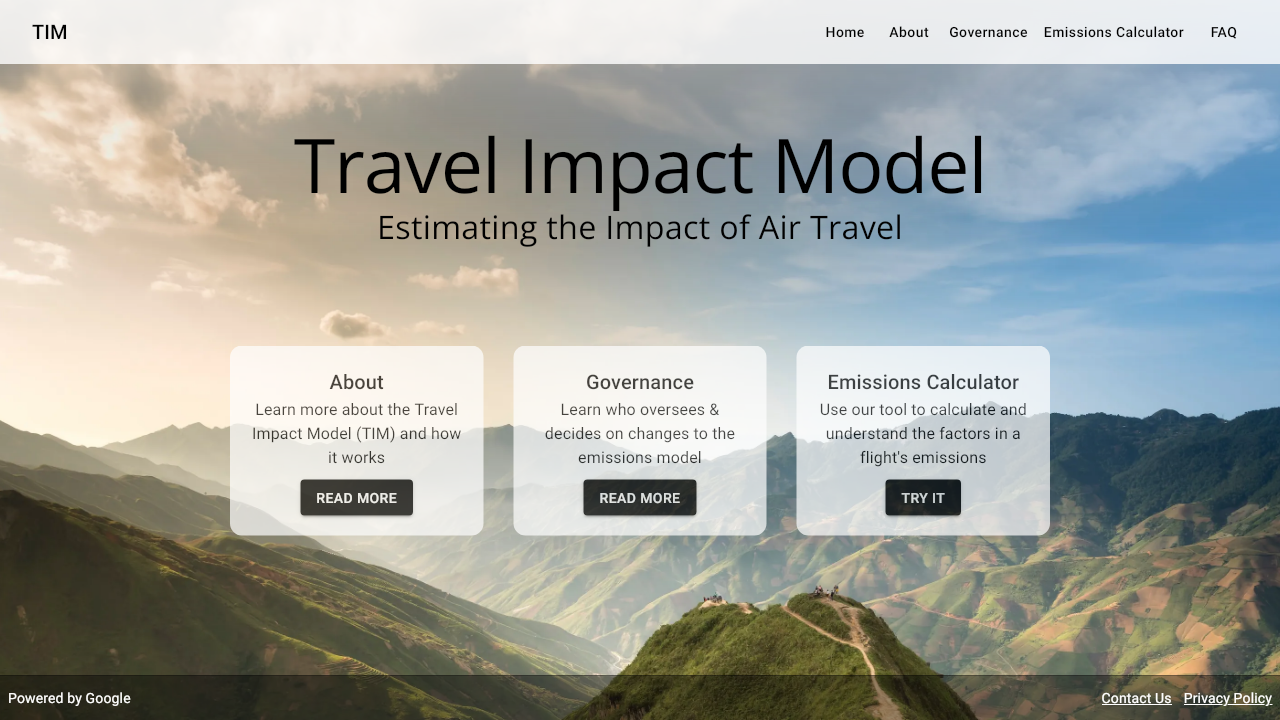 TIM
Home About Governance Emissions Calculator FAQ
Travel Impact Model
Estimating the Impact of Air Travel
About
Learn more about the Travel
Impact Model (TIM) and how
it works
READ MORE
Governance
Learn who oversees &
decides on changes to the
emissions model
READ MORE
Emissions Calculator
Use our tool to calculate and
understand the factors in a
flight's emissions
TRY IT
Powered by Google
Contact Us Privacy Policy